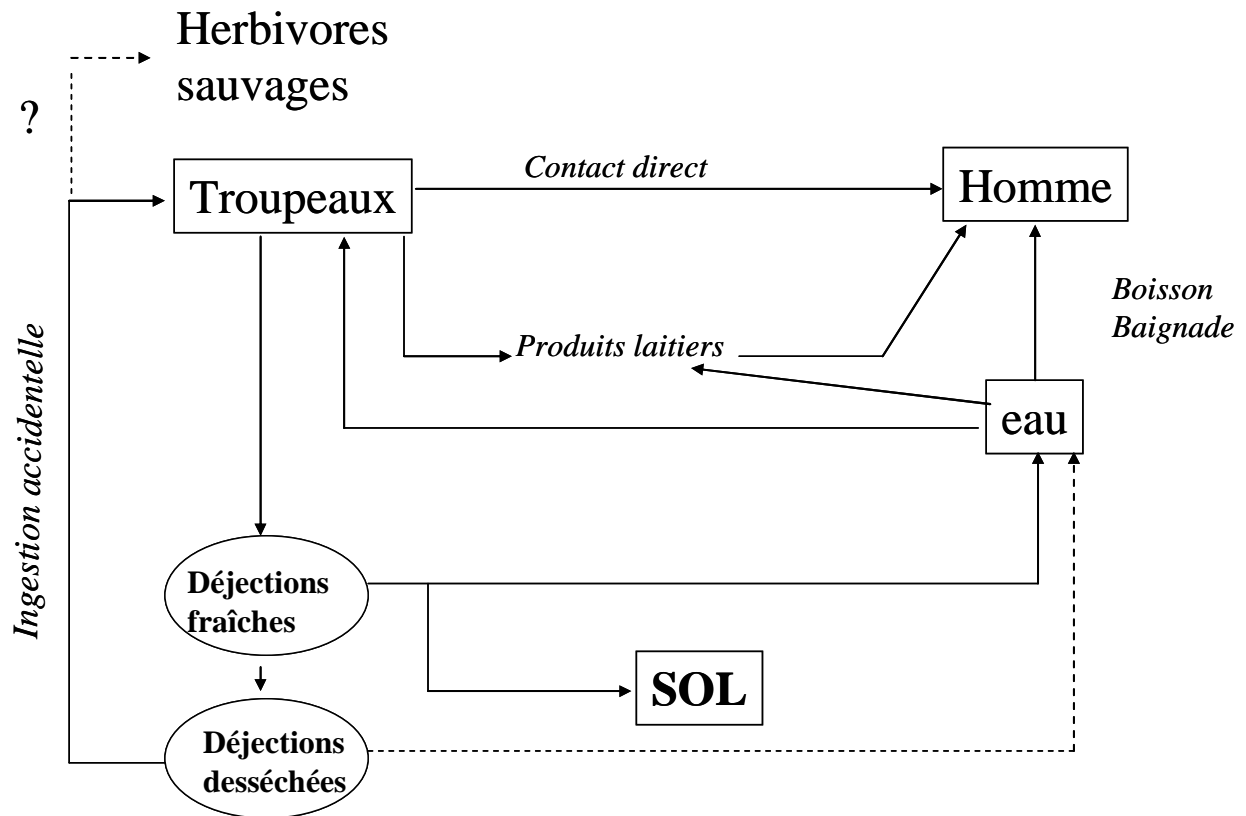 Herbivores
sauvages
?
Troupeaux
Contact direct
Homme
Boisson
Baignade
Produits laitiers
eau
Ingestion accidentelle
Déjections
fraîches
SOL
Déjections
desséchées